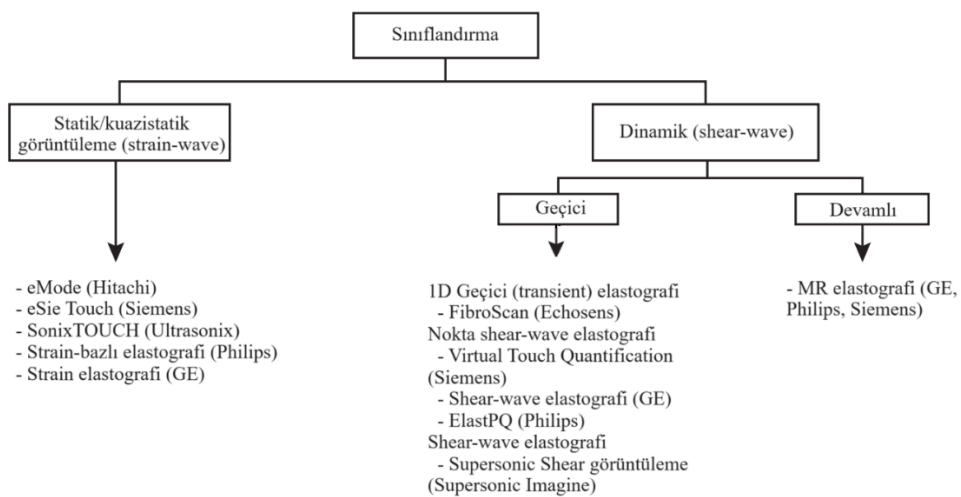 Sınıflandırma
Statik/kuazistatik
görüntüleme (strain-wave)
- eMode (Hitachi)
- eSie Touch (Siemens)
- SonixTOUCH (Ultrasonix)
- Strain-bazlı elastografi (Philips)
- Strain elastografi (GE)
Dinamik (shear-wave)
Geçici
1D Geçici (transient) elastografi
- FibroScan (Echosens)
Nokta shear-wave elastografi
- Virtual Touch Quantification
(Siemens)
- Shear-wave elastografi (GE)
- ElastPQ (Philips)
Shear-wave elastografi
- Supersonic Shear görüntüleme
(Supersonic Imagine)
Devamlı
- MR elastografi (GE,
Philips, Siemens)